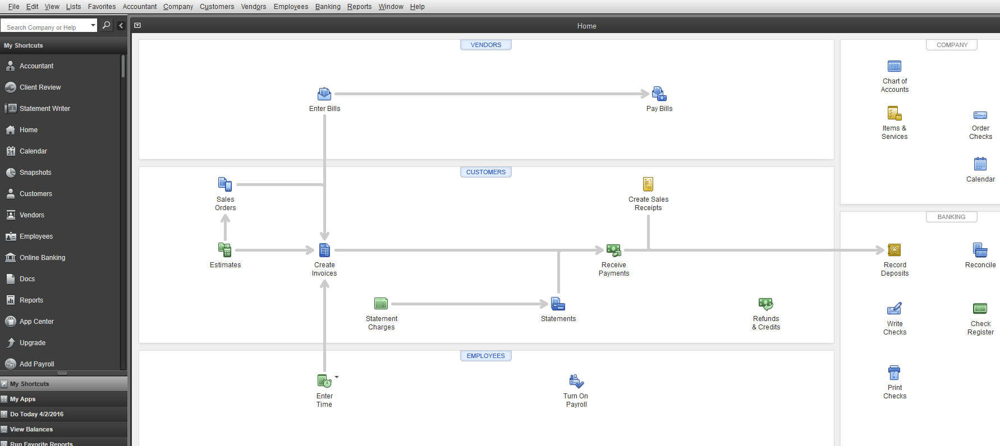 File Edit View Lists Favorites Accountant Company Customers Vendors Employees Banking Reports Window Help
Search Company or Help
Home
My Shortcuts
Accountant
Client Review
Statement Writer
Home
Calendar
Snapshots
Customers
Vendors
Employees
Online Banking
Docs
Reports
App Center
Upgrade
Add Payroll
My Shortcuts
My Apps
Do Today 4/2/2016
View Balances
Run Favorite Reports
VENDORS
Enter Bills
Pay Bills
CUSTOMERS
Sales
Orders
Create Sales
Receipts
Estimates
Create
Invoices
Receive
Payments
Statement
Charges
Statements
Refunds
& Credits
EMPLOYEES
Enter
Time
Turn On
Payroll
COMPANY
Chart of
Accounts
Items &
Services
Order
Checks
Calendar
BANKING
Record
Deposits
Reconcile
Write
Checks
Check
Register
Print
Checks